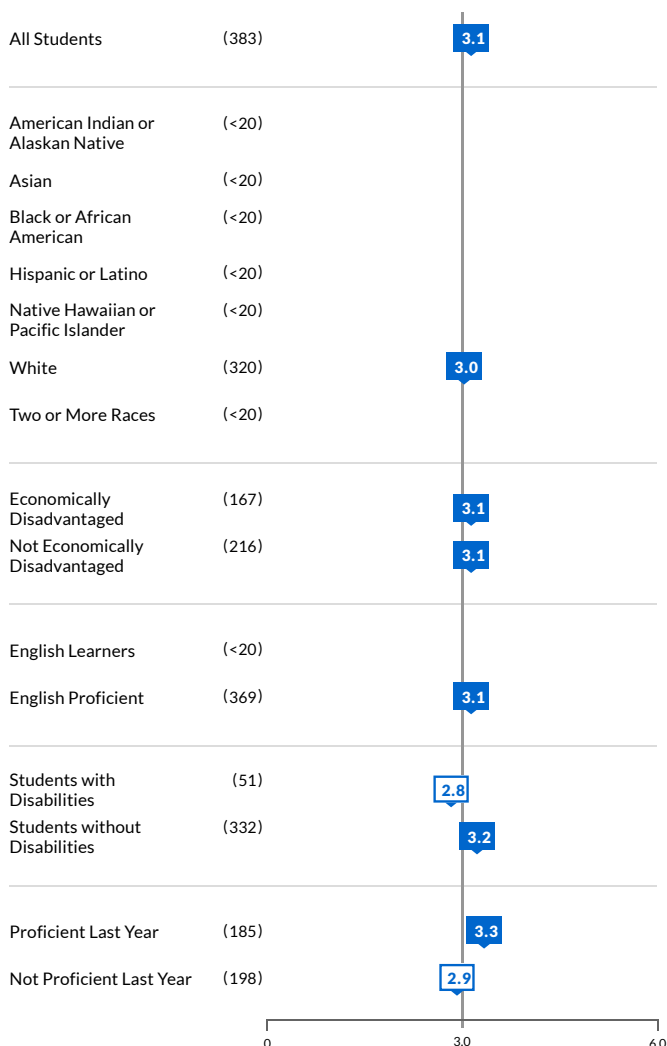 All Students (383) 3.1
American Indian or
Alaskan Native (<20)
Asian (<20)
Black or African
American (<20)
Hispanic or Latino (<20)
Native Hawaiian or
Pacific Islander (<20)
White (320) 3.0
Two or More Races (<20)
Economically
Disadvantaged (167) 3.1
Not Economically
Disadvantaged (216) 3.1
English Learners (<20)
English Proficient (369) 3.1
Students with
Disabilities (51) 2.8
Students without
Disabilities (332) 3.2
Proficient Last Year (185) 3.3
Not Proficient Last Year (198) 2.9
0 3.0 6.0